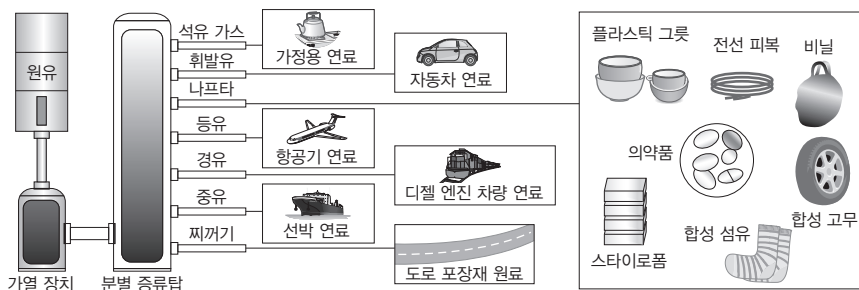 원유
가열 장치
분별 증류탑
석유 가스
휘발유
나프타
등유
경유
중유
찌꺼기
가정용 연료
자동차 연료
항공기 연료
디젤 엔진 차량 연료
선박 연료
도로 포장재 원료
플라스틱 그릇
전선 피복
비닐
의약품
합성 고무
스타이로폼
합성 섬유